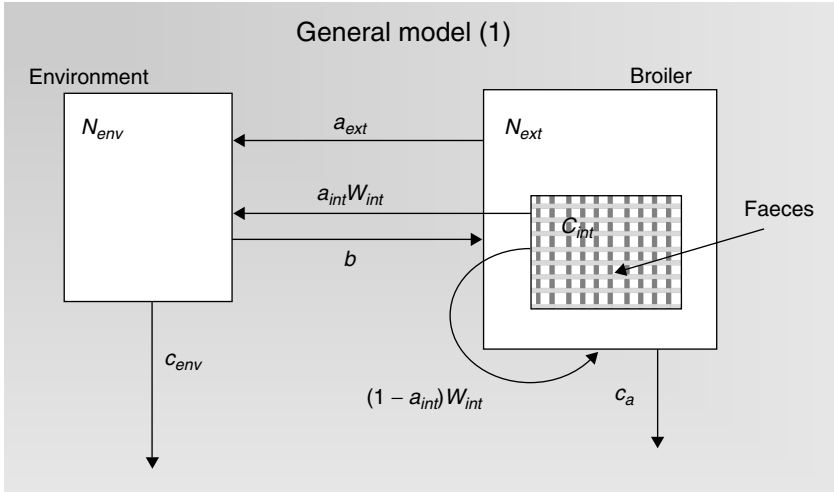 General model (1)
Environment
Broiler
N_env
a_ext
N_ext
a_int W_int
C_int
Faeces
b
c_env
(1 – a_int)W_int
c_a